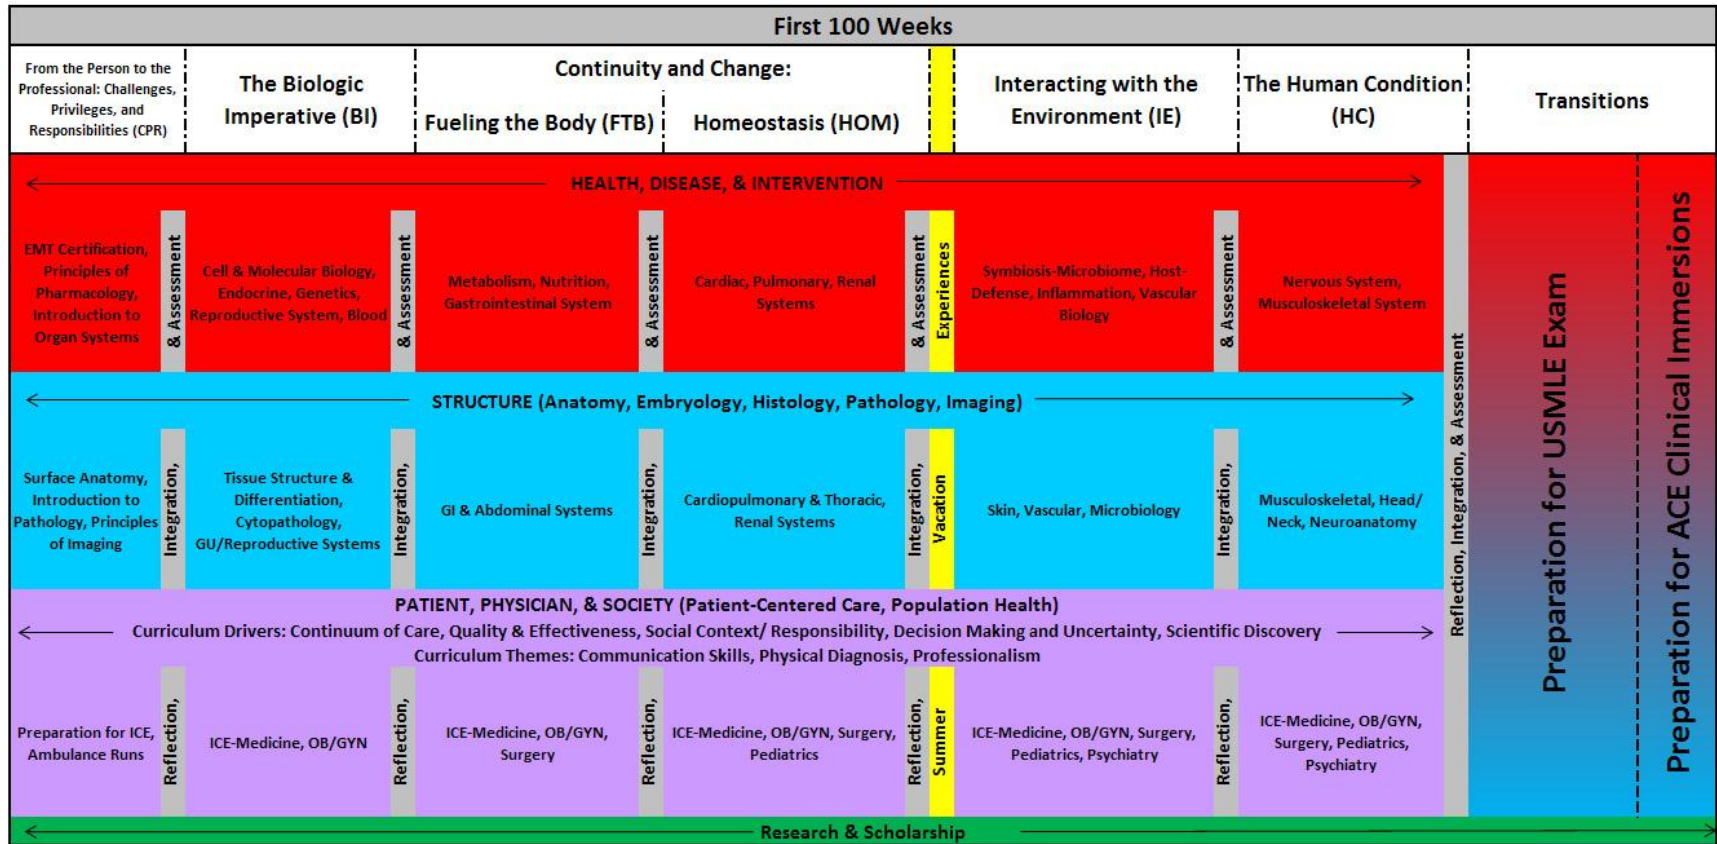 First 100 Weeks
From the Person to the
Professional: Challenges,
Privileges, and
Responsibilities (CPR)
The Biologic
Imperative (BI)
Continuity and Change:
Fueling the Body (FTB)
Homeostasis (HOM)
Interacting with the
Environment (IE)
The Human Condition
(HC)
Transitions
HEALTH, DISEASE, & INTERVENTION
EMT Certification,
Principles of
Pharmacology,
Introduction to
Organ Systems
Cell & Molecular Biology,
Endocrine, Genetics,
Reproductive System, Blood
Metabolism, Nutrition,
Gastrointestinal System
Cardiac, Pulmonary, Renal
Systems
Symbiosis-Microbiome, Host-
Defense, Inflammation, Vascular
Biology
Nervous System,
Musculoskeletal System
STRUCTURE (Anatomy, Embryology, Histology, Pathology, Imaging)
Surface Anatomy,
Introduction to
Pathology, Principles
of Imaging
Tissue Structure &
Differentiation,
Cytopathology,
GU/Reproductive Systems
GI & Abdominal Systems
Cardiopulmonary & Thoracic,
Renal Systems
Skin, Vascular, Microbiology
Musculoskeletal, Head/
Neck, Neuroanatomy
PATIENT, PHYSICIAN, & SOCIETY (Patient-Centered Care, Population Health)
Curriculum Drivers: Continuum of Care, Quality & Effectiveness, Social Context/ Responsibility, Decision Making and Uncertainty, Scientific Discovery
Curriculum Themes: Communication Skills, Physical Diagnosis, Professionalism
Preparation for ICE,
Ambulance Runs
ICE-Medicine, OB/GYN
ICE-Medicine, OB/GYN,
Surgery
ICE-Medicine, OB/GYN, Surgery,
Pediatrics
ICE-Medicine, OB/GYN, Surgery,
Pediatrics, Psychiatry
ICE-Medicine, OB/GYN,
Surgery, Pediatrics,
Psychiatry
Reflection, Integration, & Assessment
Reflection, Integration, & Assessment
Reflection, Integration, & Assessment
Reflection, Integration, & Assessment
Summer Vacation Experiences
Reflection, Integration, & Assessment
Reflection, Integration, & Assessment
Preparation for USMLE Exam
Preparation for ACE Clinical Immersions
Research & Scholarship